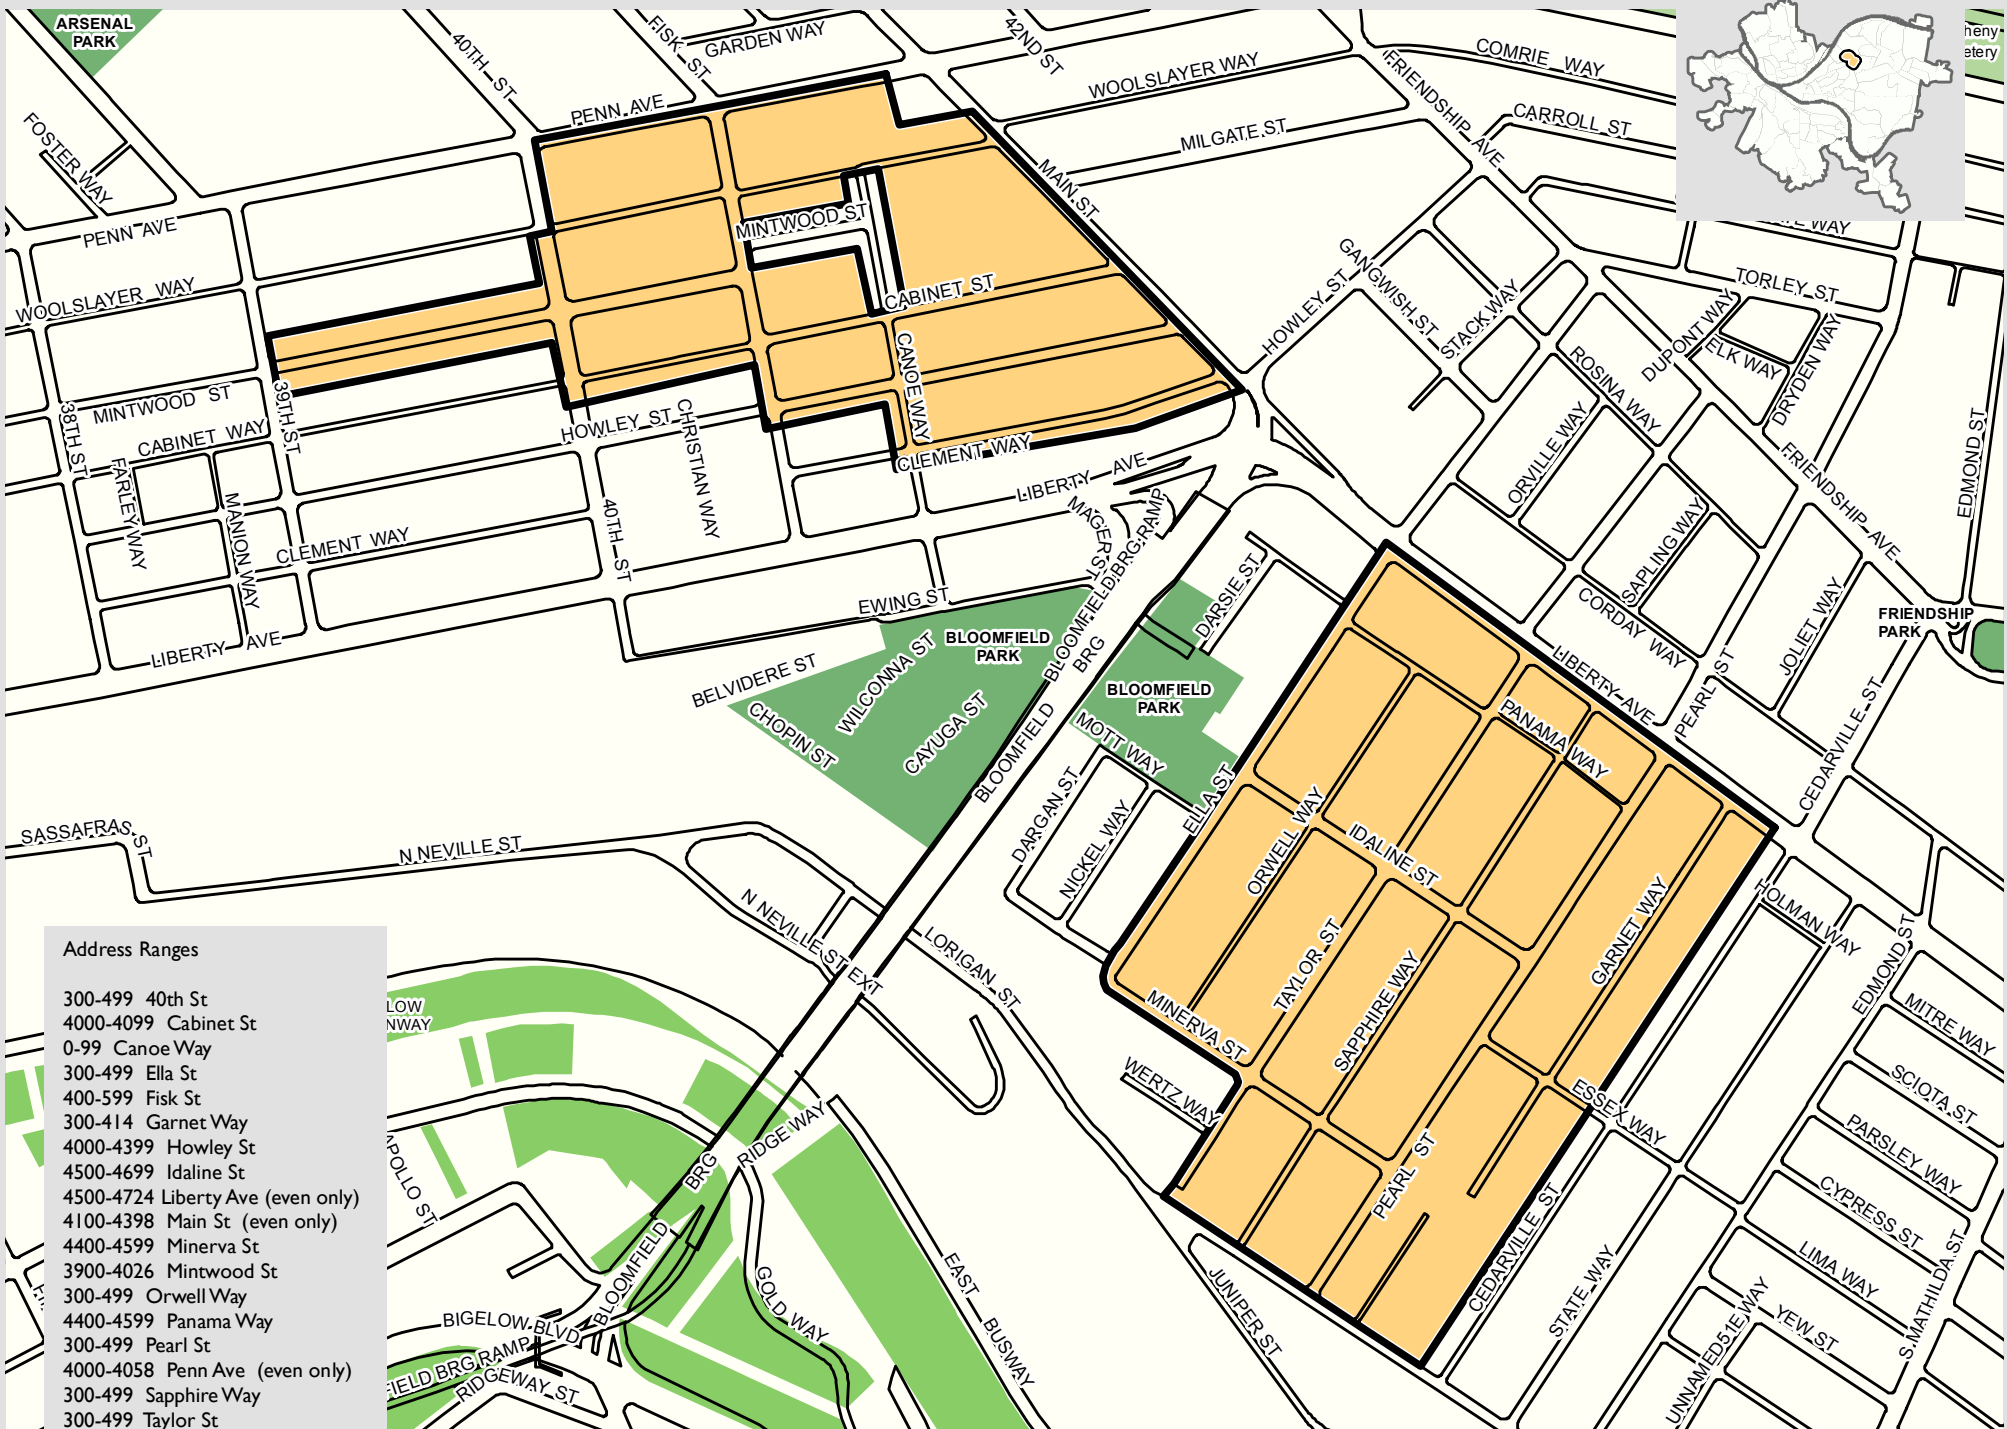 ARSENAL
PARK
40TH ST
FISK ST
GARDEN WAY
42ND ST
WOOLSLAYER WAY
FRIENDSHIP AVE
COMRIE WAY
CARROLL ST
MILGATE ST
PENN AVE
FOSTER WAY
PENN AVE
MAIN ST
MINTWOOD ST
WOOLSLAYER WAY
CABINET ST
HOWLEY ST
GANGWISH ST
STACK WAY
TORLEY ST
DUPONT WAY
ELK WAY
DRYDEN WAY
ROSINA WAY
ORVILLE WAY
EDMOND ST
FRIENDSHIP AVE
CANOE WAY
MINTWOOD ST
39TH ST
38TH ST
CABINET WAY
HOWLEY ST
CHRISTIAN WAY
CLEMENT WAY
LIBERTY AVE
FARLEY WAY
MANION WAY
CLEMENT WAY
40TH ST
MAGER ST
BLOOMFIELD BRG RAMP
DARSIE ST
SAPLING WAY
CORDAY WAY
JOLIET WAY
FRIENDSHIP
PARK
EWING ST
LIBERTY AVE
BELVIDERE ST
WILCONNA ST
BLOOMFIELD
PARK
CAYUGA ST
CHOPIN ST
BLOOMFIELD
PARK
BLOOMFIELD BRG
MOTT WAY
LIBERTY AVE
PEARL ST
CEDARVILLE ST
PANAMA WAY
ELLA ST
DARGAN ST
NICKEL WAY
ORWELL WAY
IDALINE ST
SASSAFRAS ST
N NEVILLE ST
N NEVILLE ST EXT
LORIGAN ST
TAYLOR ST
SAPPHIRE WAY
GARNET WAY
HOLMAN WAY
EDMOND ST
MITRE WAY
MINERVA ST
WERTZ WAY
ESSEX WAY
SCIOTA ST
PARSLEY WAY
CYPRESS ST
LIMA WAY
YEW ST
S MATHILDA ST
PEARL ST
CEDARVILLE ST
STATE WAY
UNNAMED51E WAY
JUNIPER ST
RIDGE WAY
BRG
BLOOMFIELD
GOLD WAY
EAST BUSWAY
BIGELOW BLVD
FIELD BRG RAMP
RIDGEWAY ST
APOLLO ST
LOW
NWAY
heny
etery
Address Ranges
300-499 40th St
4000-4099 Cabinet St
0-99 Canoe Way
300-499 Ella St
400-599 Fisk St
300-414 Garnet Way
4000-4399 Howley St
4500-4699 Idaline St
4500-4724 Liberty Ave (even only)
4100-4398 Main St (even only)
4400-4599 Minerva St
3900-4026 Mintwood St
300-499 Orwell Way
4400-4599 Panama Way
300-499 Pearl St
4000-4058 Penn Ave (even only)
300-499 Sapphire Way
300-499 Taylor St